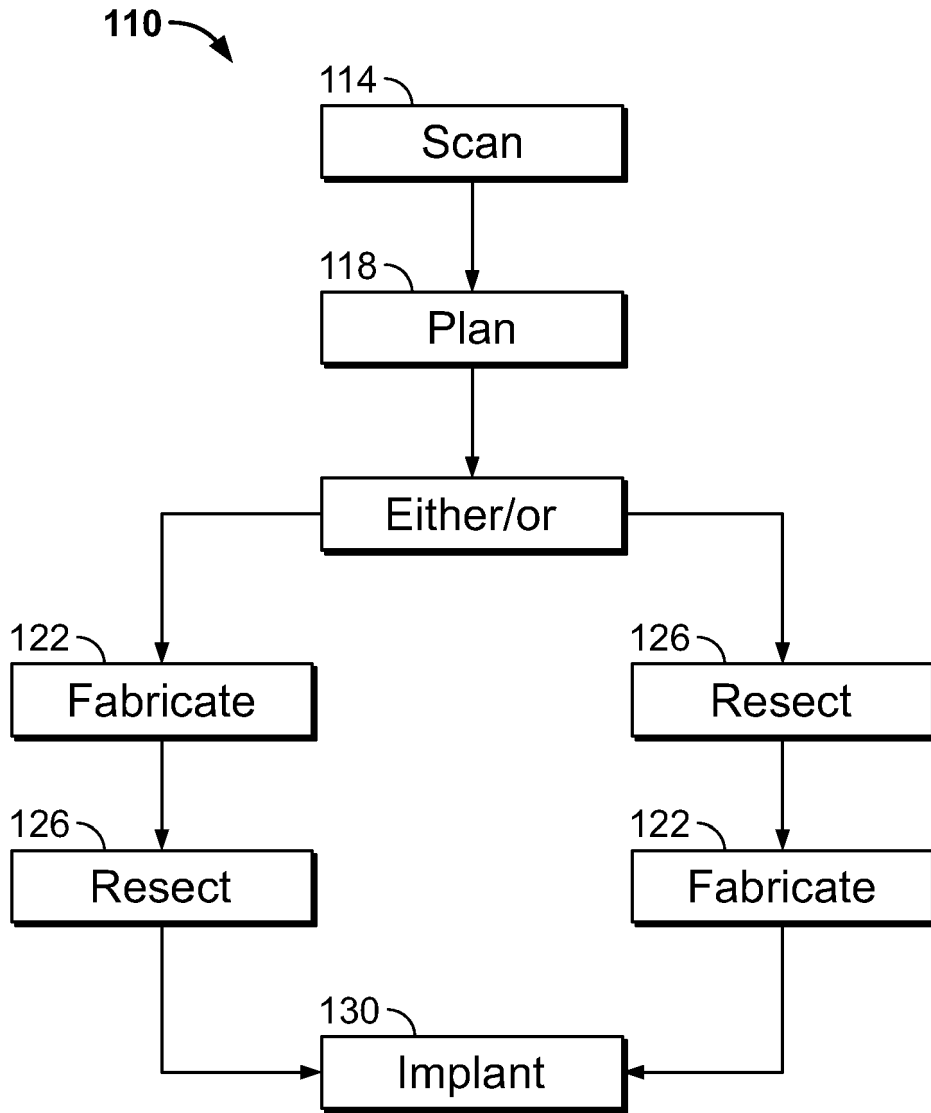 110
114
Scan
118
Plan
Either/or
122
Fabricate
126
Resect
126
Resect
122
Fabricate
130
Implant